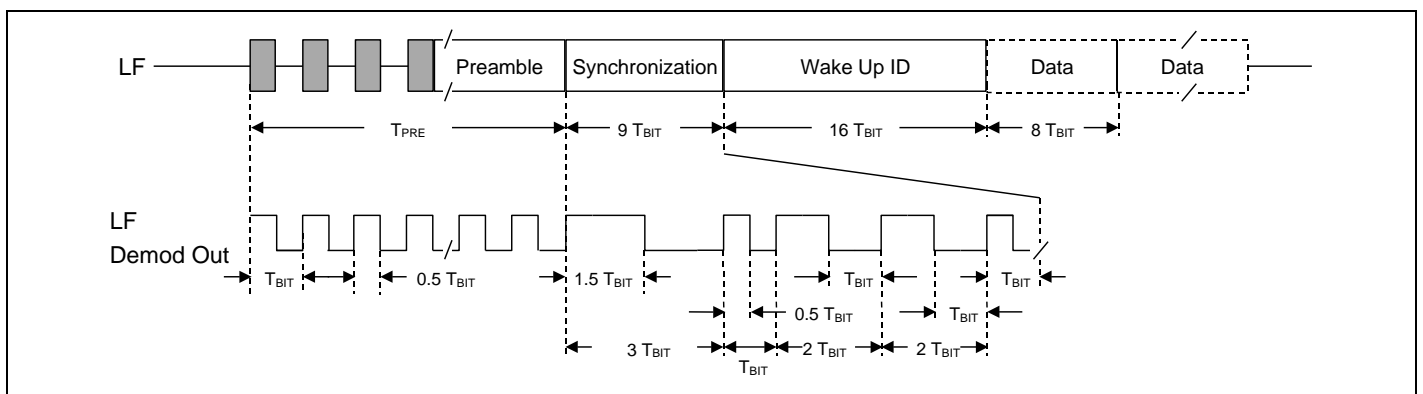 LF Preamble Synchronization Wake Up ID Data Data
TPRE 9 TBIT 16 TBIT 8 TBIT
LF
Demod Out
TBIT 0.5 TBIT 1.5 TBIT TBIT TBIT
0.5 TBIT TBIT
3 TBIT TBIT 2 TBIT 2 TBIT